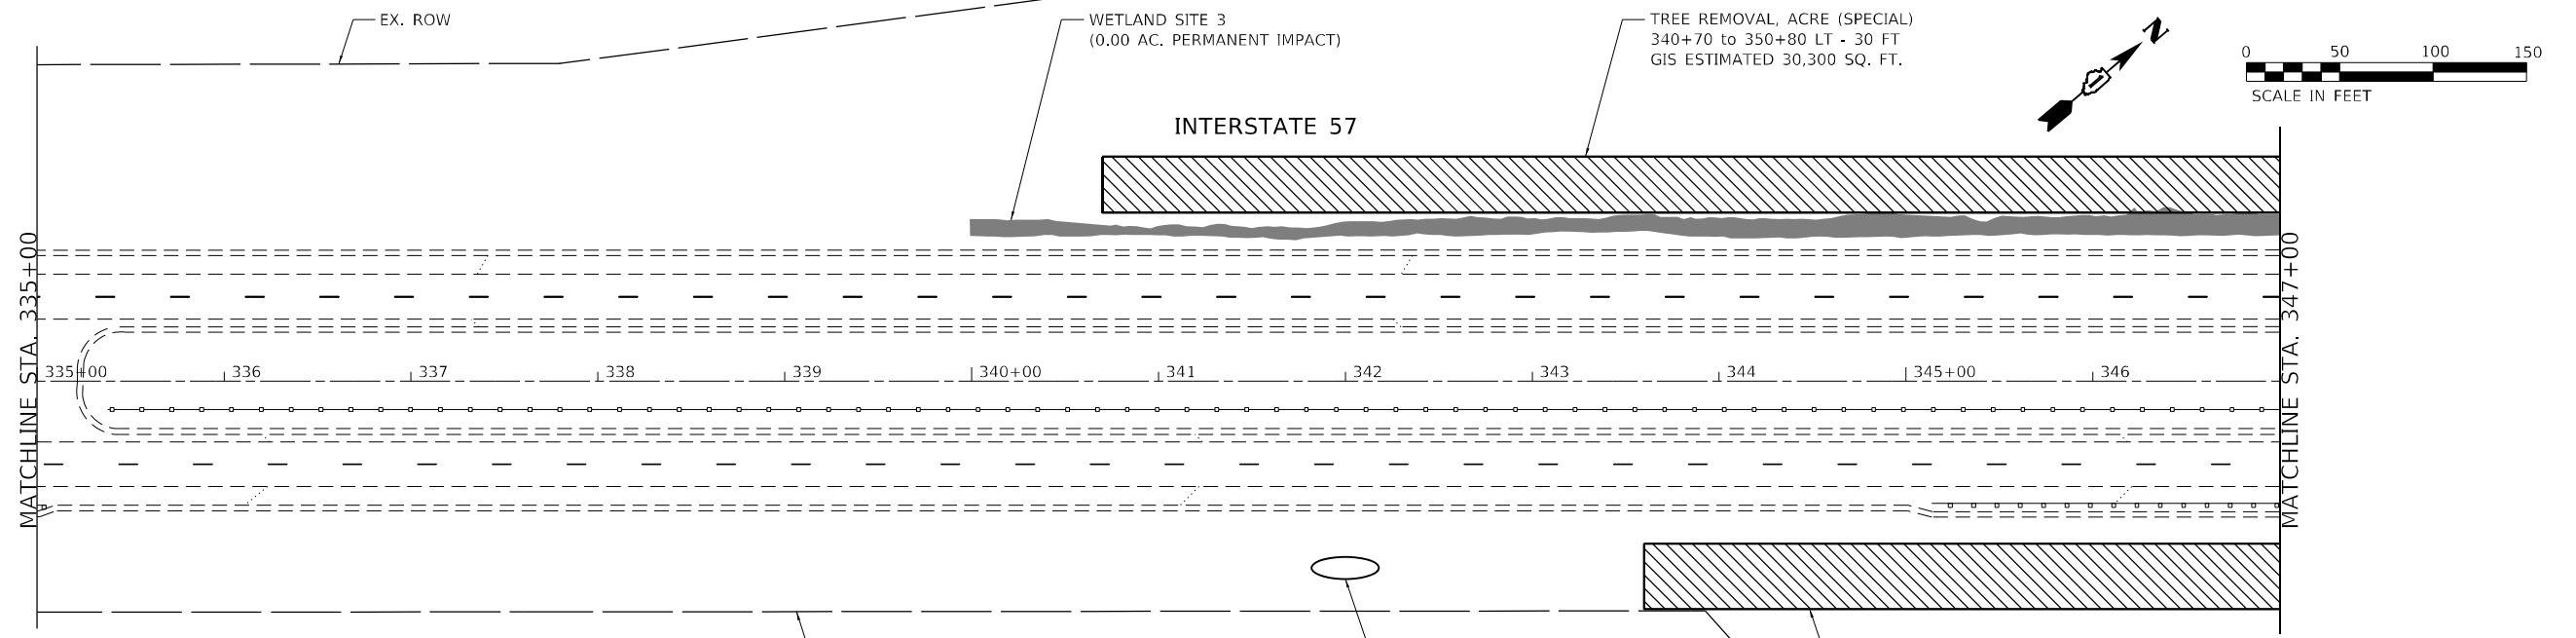 EX. ROW
WETLAND SITE 3
(0.00 AC. PERMANENT IMPACT)
TREE REMOVAL, ACRE (SPECIAL)
340+70 to 350+80 LT - 30 FT
GIS ESTIMATED 30,300 SQ. FT.
N
0 50 100 150
SCALE IN FEET
INTERSTATE 57
MATCHLINE STA. 335+00
335+00 336 337 338 339 340+00 341 342 343 344 345+00 346
MATCHLINE STA. 347+00